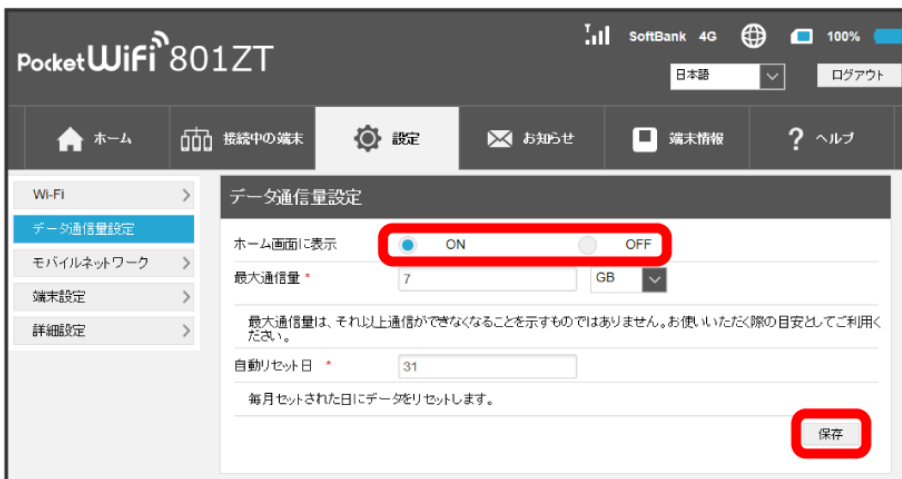 Pocket WiFi 801ZT
SoftBank 4G 100%
日本語 ログアウト
ホーム 接続中の端末 設定 お知らせ 端末情報 ? ヘルプ
Wi-Fi
データ通信量設定
モバイルネットワーク
端末設定
詳細設定
データ通信量設定
ホーム画面に表示 ON OFF
最大通信量 * 7 GB
最大通信量は、それ以上通信ができなくなることを示すものではありません。お使いいただく際の目安としてご利用く
ださい。
自動リセット日 * 31
毎月セットされた日にデータをリセットします。
保存